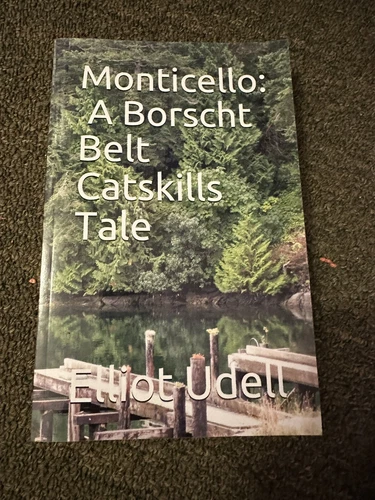 Monticello:
A Borscht
Belt
Catskills
Tale
Elliot Udell